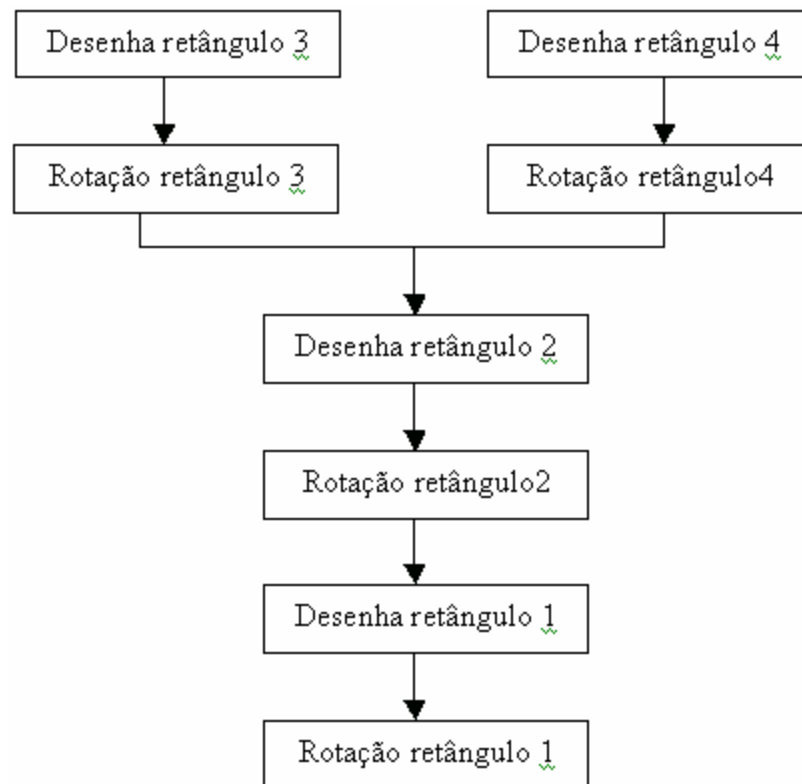 Desenha retângulo 3
Desenha retângulo 4
Rotação retângulo 3
Rotação retângulo4
Desenha retângulo 2
Rotação retângulo2
Desenha retângulo 1
Rotação retângulo 1